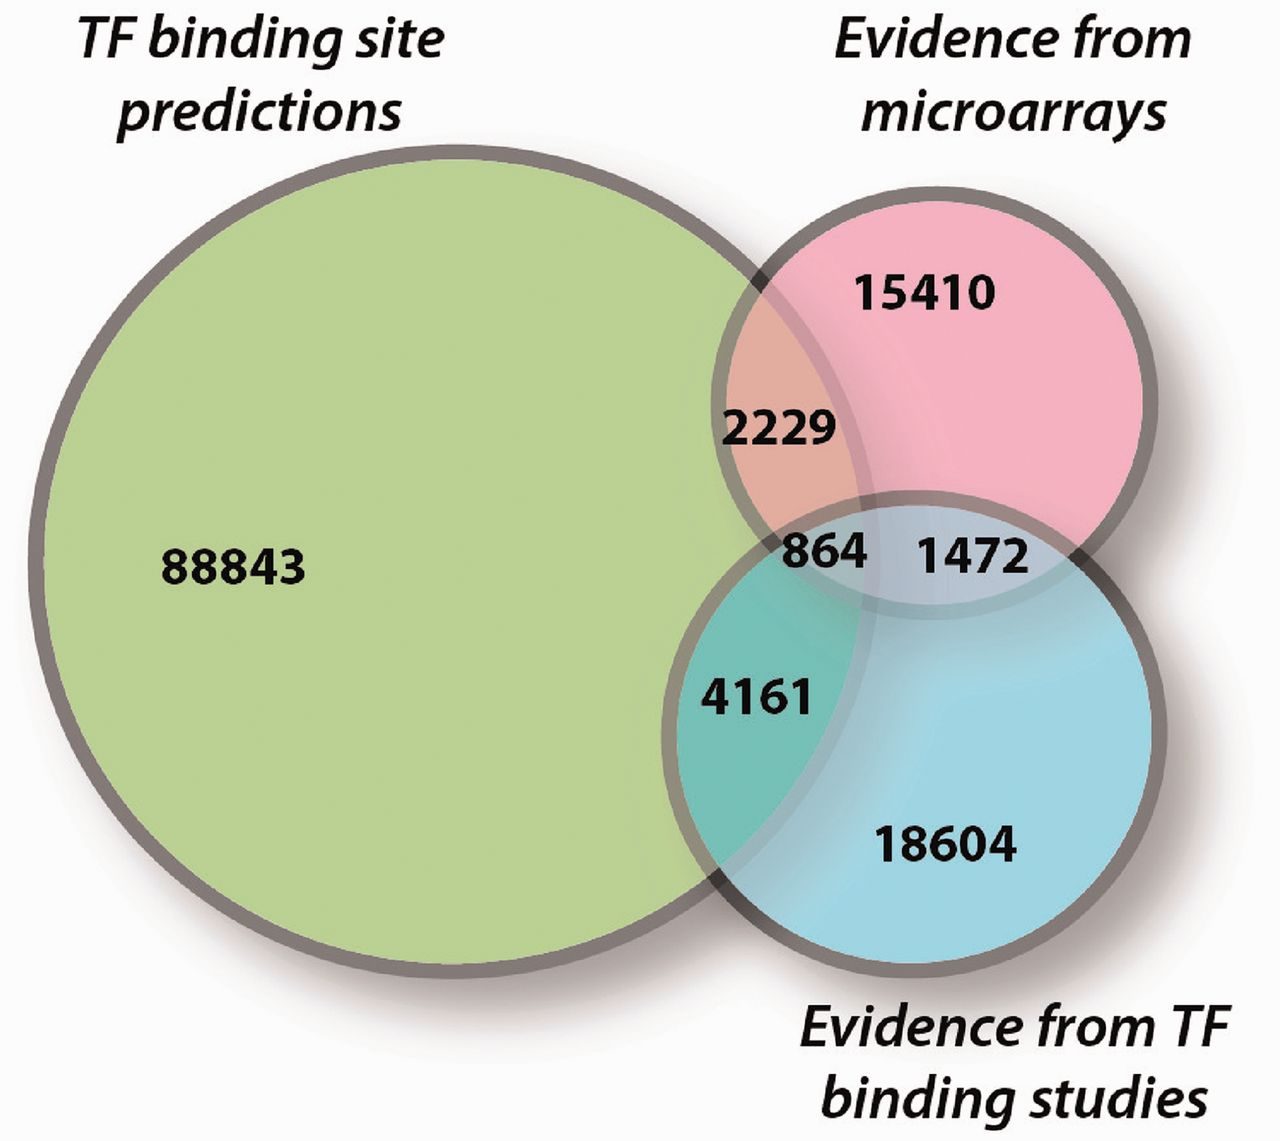 TF binding site
predictions
Evidence from
microarrays
15410
2229
88843
864
1472
4161
18604
Evidence from TF
binding studies